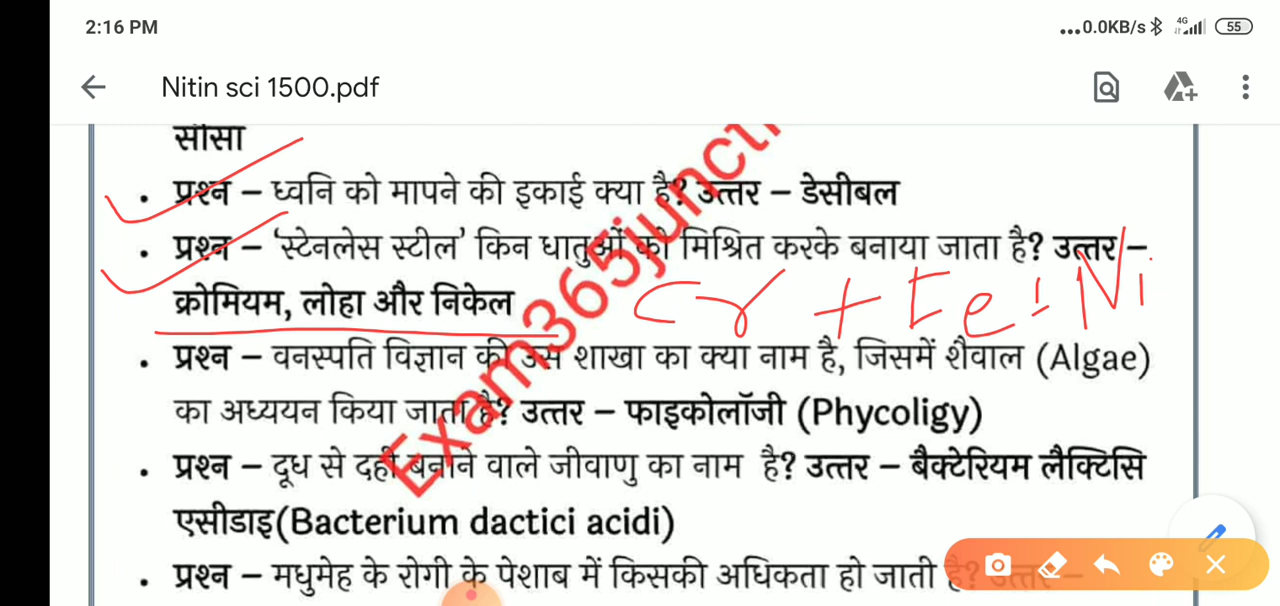 2:16 PM
...0.0KB/s 4G 55
Nitin sci 1500.pdf
सीसा
• प्रश्न – ध्वनि को मापने की इकाई क्या है? उत्तर – डेसीबल
• प्रश्न – 'स्टेनलेस स्टील' किन धातुओं को मिश्रित करके बनाया जाता है? उत्तर –
क्रोमियम, लोहा और निकेल
Cr + Fe + Ni
• प्रश्न – वनस्पति विज्ञान की उस शाखा का क्या नाम है, जिसमें शैवाल (Algae)
का अध्ययन किया जाता है? उत्तर – फाइकोलॉजी (Phycoligy)
• प्रश्न – दूध से दही बनाने वाले जीवाणु का नाम है? उत्तर – बैक्टेरियम लैक्टिसि
एसीडाइ(Bacterium dactici acidi)
• प्रश्न – मधुमेह के रोगी के पेशाब में किसकी अधिकता हो जाती है? उत्तर –
Exam365juncti